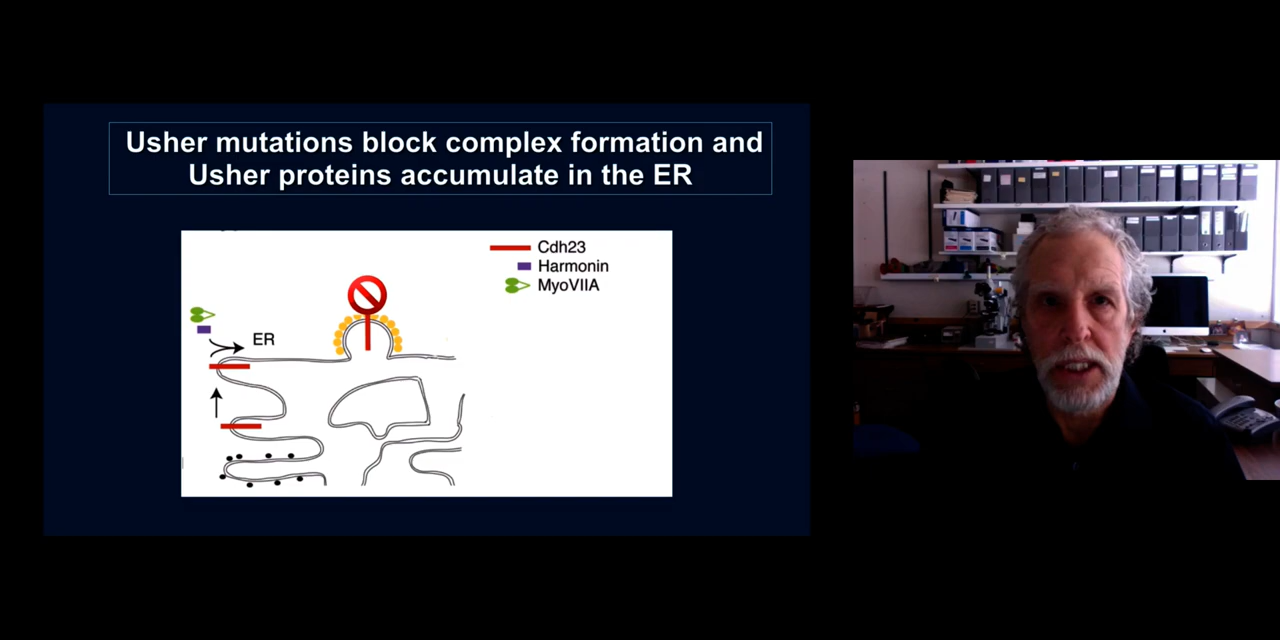 Usher mutations block complex formation and
Usher proteins accumulate in the ER
Cdh23
Harmonin
MyoVIIA
ER